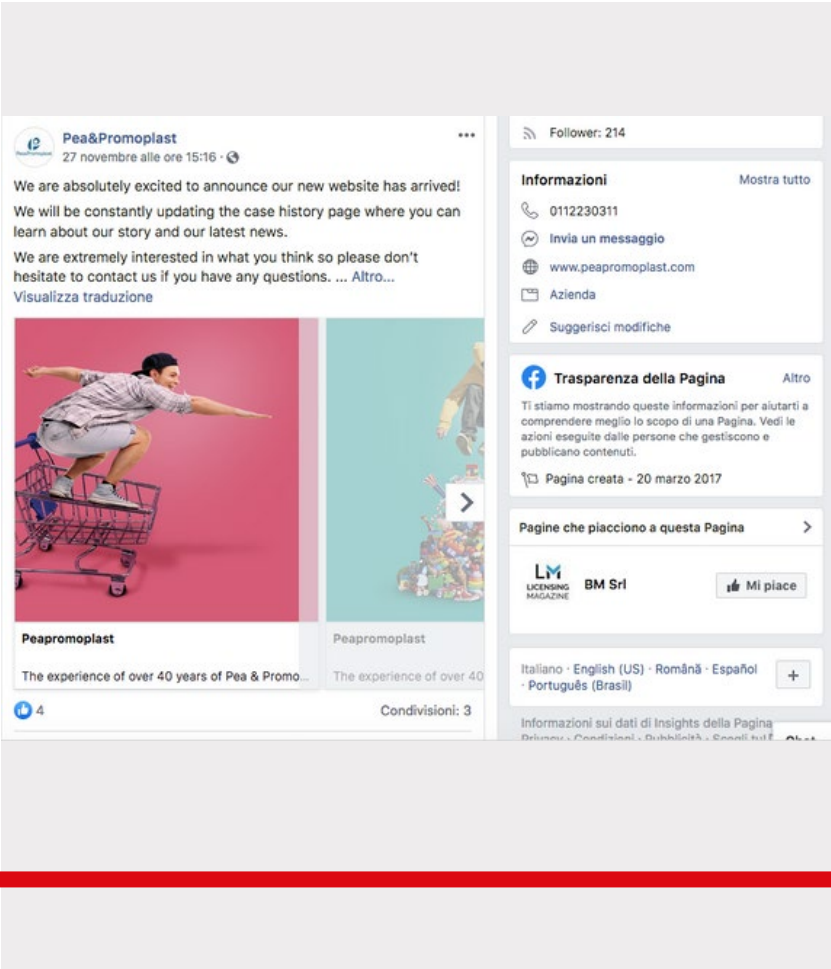 Pea&Promoplast
27 novembre alle ore 15:16 ·
We are absolutely excited to announce our new website has arrived!
We will be constantly updating the case history page where you can
learn about our story and our latest news.
We are extremely interested in what you think so please don't
hesitate to contact us if you have any questions. ... Altro...
Visualizza traduzione
Peapromoplast
The experience of over 40 years of Pea & Promo...
Peapromoplast
The experience of over 40
4
Condivisioni: 3
Follower: 214
Informazioni
Mostra tutto
0112230311
Invia un messaggio
www.peapromoplast.com
Azienda
Suggerisci modifiche
Trasparenza della Pagina
Altro
Ti stiamo mostrando queste informazioni per aiutarti a
comprendere meglio lo scopo di una Pagina. Vedi le
azioni eseguite dalle persone che gestiscono e
pubblicano contenuti.
Pagina creata - 20 marzo 2017
Pagine che piacciono a questa Pagina
LM
LICENSING
MAGAZINE
BM Srl
Mi piace
Italiano · English (US) · Română · Español
· Português (Brasil)
Informazioni sui dati di Insights della Pagina
Privacy · Condizioni · Pubblicità · Scegli tu!
Chat